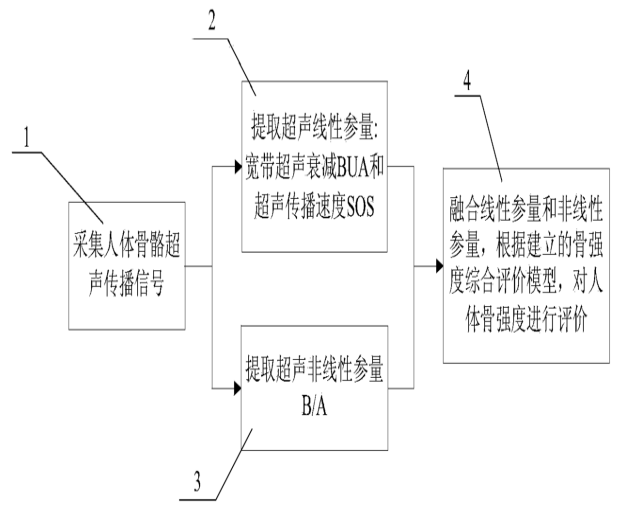 1
采集人体骨骼超
声传播信号
2
提取超声线性参量:
宽带超声衰减BUA和
超声传播速度SOS
提取超声非线性参量
B/A
3
4
融合线性参量和非线性
参量，根据建立的骨强
度综合评价模型，对人
体骨强度进行评价